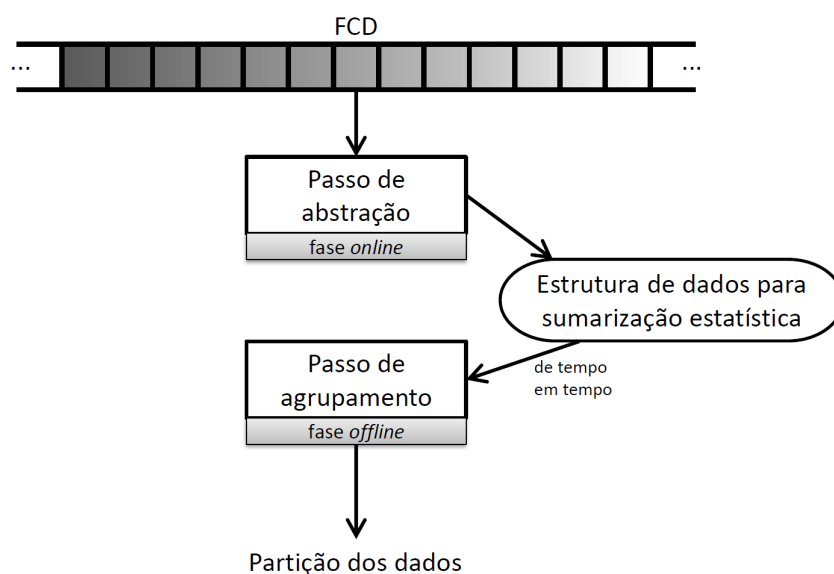 FCD
... ...
Passo de
abstração
fase online
Estrutura de dados para
sumarização estatística
de tempo
em tempo
Passo de
agrupamento
fase offline
Partição dos dados